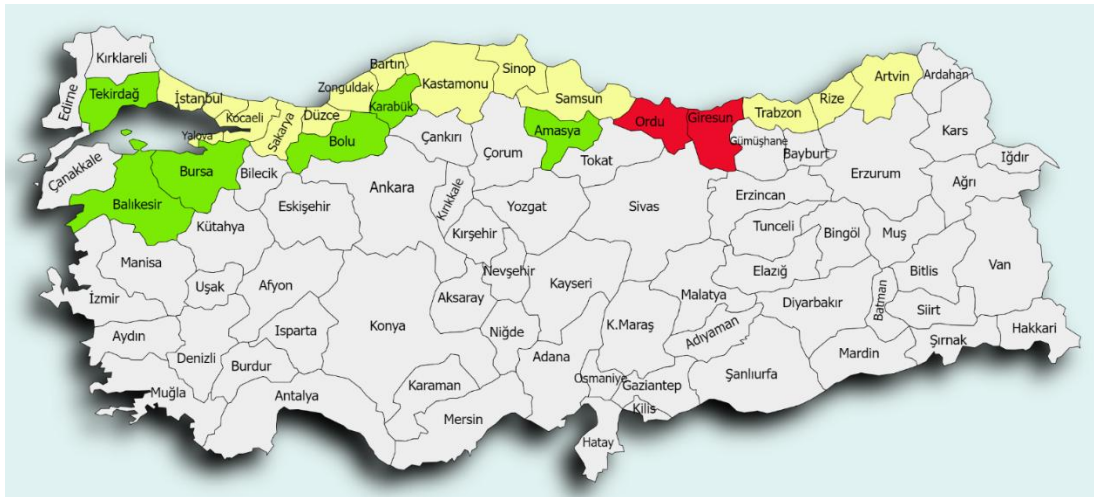 Kırklareli
Edirne
Tekirdağ
İstanbul
Kocaeli
Yalova
Sakarya
Düzce
Zonguldak
Bartın
Karabük
Kastamonu
Sinop
Samsun
Ordu
Giresun
Trabzon
Rize
Artvin
Ardahan
Kars
Iğdır
Ağrı
Erzurum
Bayburt
Gümüşhane
Amasya
Tokat
Çorum
Çankırı
Bolu
Bilecik
Bursa
Çanakkale
Balıkesir
Kütahya
Eskişehir
Ankara
Kırıkkale
Yozgat
Sivas
Erzincan
Tunceli
Bingöl
Muş
Bitlis
Van
Kırşehir
Nevşehir
Kayseri
Malatya
Elazığ
Diyarbakır
Batman
Siirt
Şırnak
Hakkari
Manisa
Uşak
Afyon
İzmir
Aydın
Denizli
Isparta
Burdur
Konya
Aksaray
Niğde
K.Maraş
Adıyaman
Mardin
Şanlıurfa
Muğla
Antalya
Karaman
Mersin
Adana
Osmaniye
Gaziantep
Kilis
Hatay